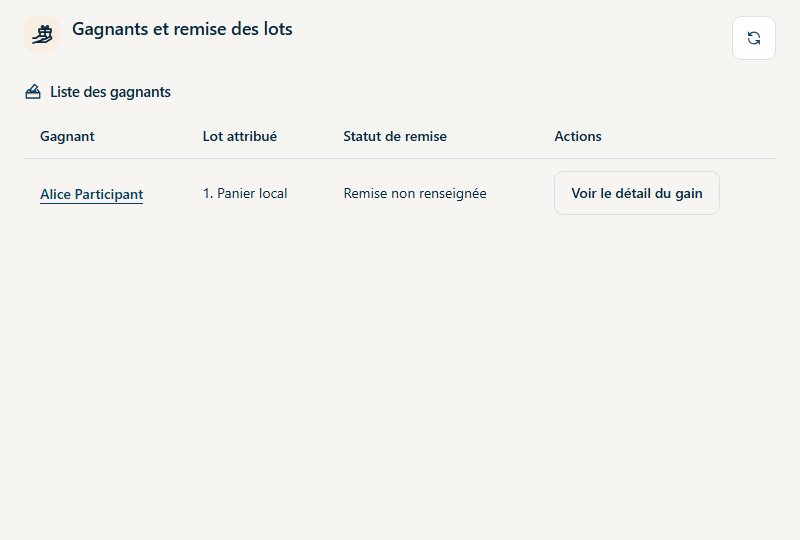 Gagnants et remise des lots
Liste des gagnants
Gagnant Lot attribué Statut de remise Actions
Alice Participant 1. Panier local Remise non renseignée Voir le détail du gain